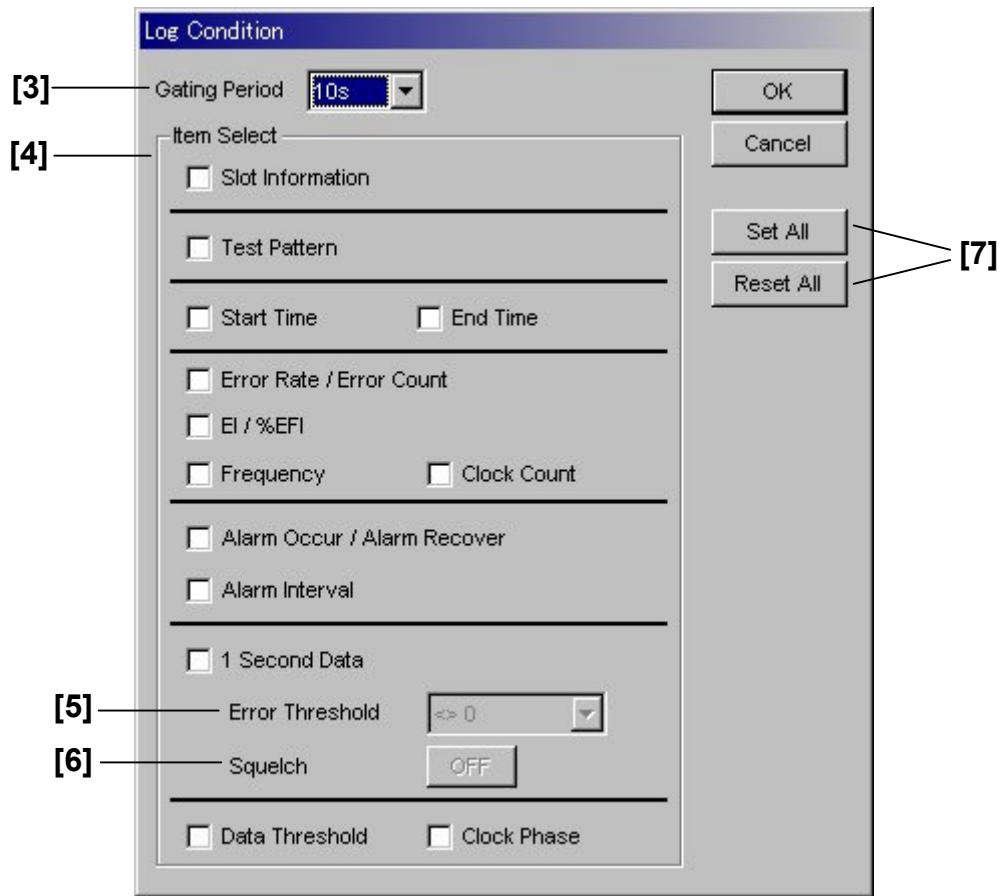 Log Condition
[3] Gating Period 10s OK
[4] Item Select Cancel
Slot Information
Test Pattern Set All [7]
Reset All
Start Time End Time
Error Rate / Error Count
EI / %EFI
Frequency Clock Count
Alarm Occur / Alarm Recover
Alarm Interval
1 Second Data
[5] Error Threshold <> 0
[6] Squelch OFF
Data Threshold Clock Phase